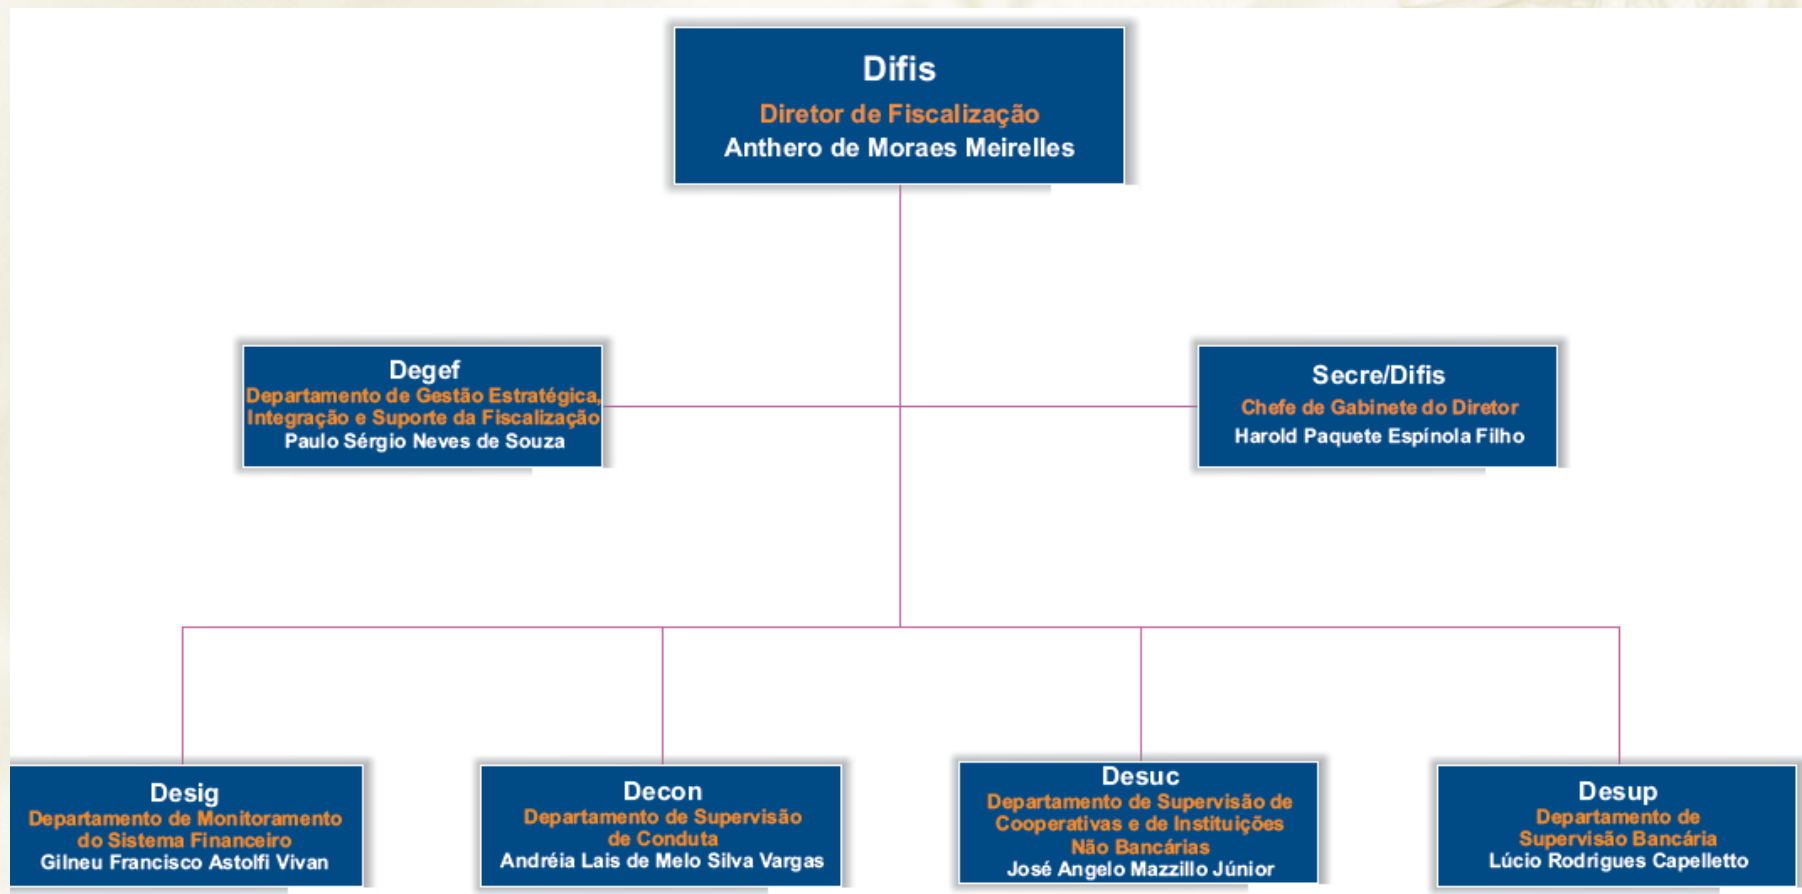 Difis
Diretor de Fiscalização
Anthero de Moraes Meirelles
Degef
Departamento de Gestão Estratégica,
Integração e Suporte da Fiscalização
Paulo Sérgio Neves de Souza
Secre/Difis
Chefe de Gabinete do Diretor
Harold Paquete Espínola Filho
Desig
Departamento de Monitoramento
do Sistema Financeiro
Gilneu Francisco Astolfi Vivan
Decon
Departamento de Supervisão
de Conduta
Andréia Lais de Melo Silva Vargas
Desuc
Departamento de Supervisão de
Cooperativas e de Instituições
Não Bancárias
José Angelo Mazzillo Júnior
Desup
Departamento de
Supervisão Bancária
Lúcio Rodrigues Capelletto